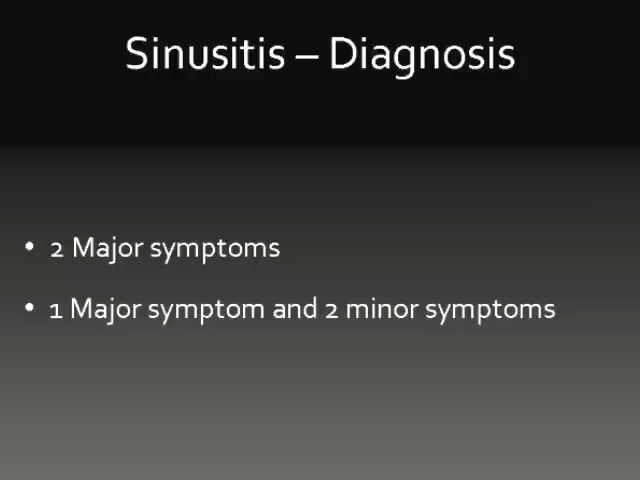 Sinusitis – Diagnosis
• 2 Major symptoms
• 1 Major symptom and 2 minor symptoms